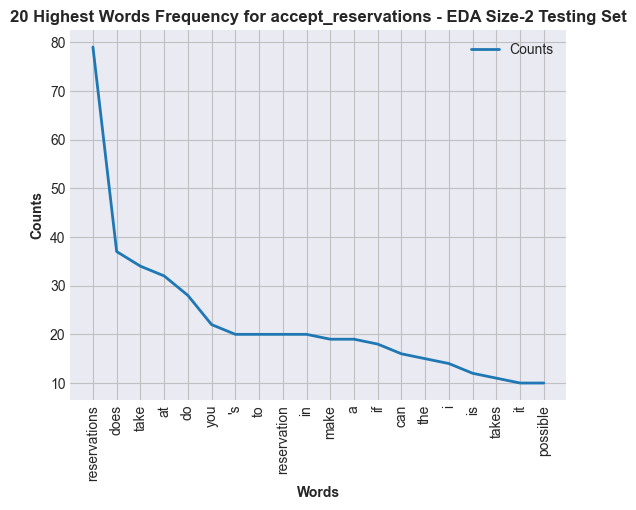 20 Highest Words Frequency for accept_reservations - EDA Size-2 Testing Set
Counts
80
70
60
50
40
30
20
10
Counts
reservations
does
take
at
do
you
's
to
reservation
in
make
a
if
can
the
i
is
takes
it
possible
Words